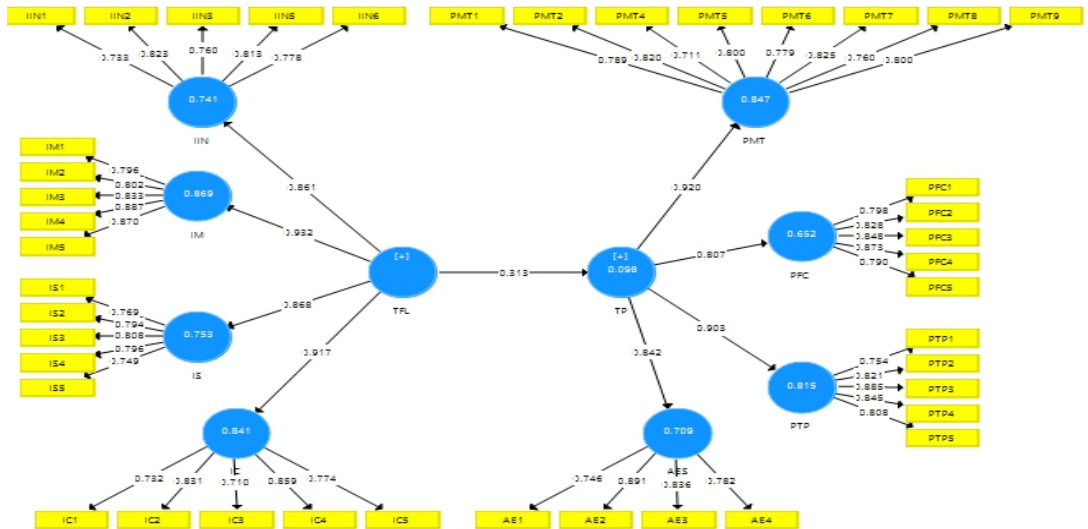 IIN1 IIN2 IIN3 IIN5 IIN6
PMT1 PMT2 PMT4 PMT5 PMT6 PMT7 PMT8 PMT9
0.733 0.823 0.760 0.813 0.778
0.789 0.820 0.711 0.800 0.779 0.825 0.760 0.800
0.741
IIN
0.847
PMT
IM1
IM2
IM3
IM4
IM5
0.796
0.802
0.833
0.887
0.870
0.869
IM
0.861
0.932
0.920
PFC1
PFC2
PFC3
PFC4
PFC5
0.798
0.828
0.848
0.873
0.790
0.652
PFC
0.807
[+]
TFL
0.313
[+]
0.098
TP
IS1
IS2
IS3
IS4
IS5
0.769
0.794
0.808
0.796
0.749
0.753
IS
0.868
0.917
0.903
0.842
PTP1
PTP2
PTP3
PTP4
PTP5
0.754
0.821
0.885
0.845
0.808
0.815
PTP
0.841
IC
0.732 0.831 0.710 0.859 0.774
IC1 IC2 IC3 IC4 IC5
0.709
AES
0.746 0.891 0.836 0.782
AE1 AE2 AE3 AE4